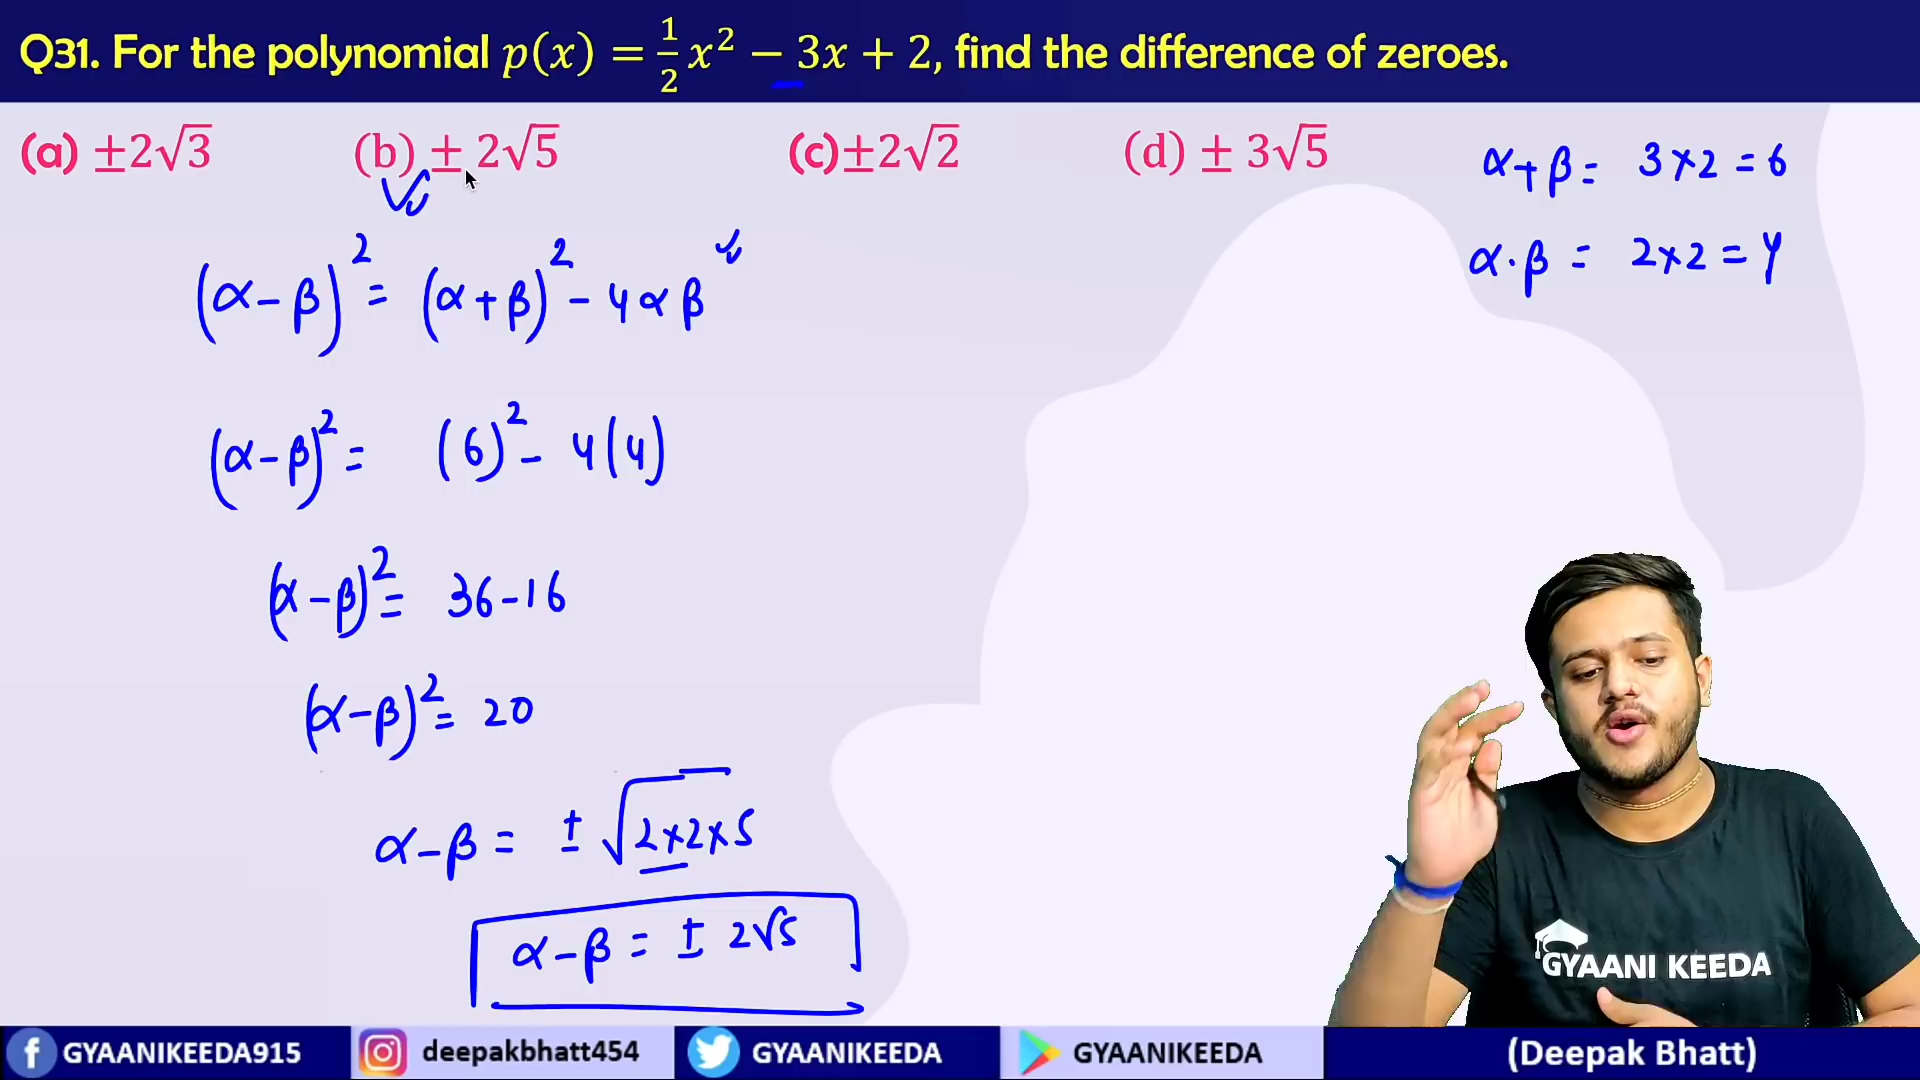 Q31. For the polynomial p(x) = 1/2 x² − 3x + 2, find the difference of zeroes.
(a) ±2√3 (b) ± 2√5 (c)±2√2 (d) ± 3√5
α+β = 3×2 = 6
α·β = 2×2 = 4
(α−β)² = (α+β)² − 4αβ
(α−β)² = (6)² − 4(4)
(α−β)² = 36−16
(α−β)² = 20
α−β = ± √2×2×5
α−β = ± 2√5
GYAANI KEEDA
GYAANIKEEDA915 deepakbhatt454 GYAANIKEEDA GYAANIKEEDA (Deepak Bhatt)